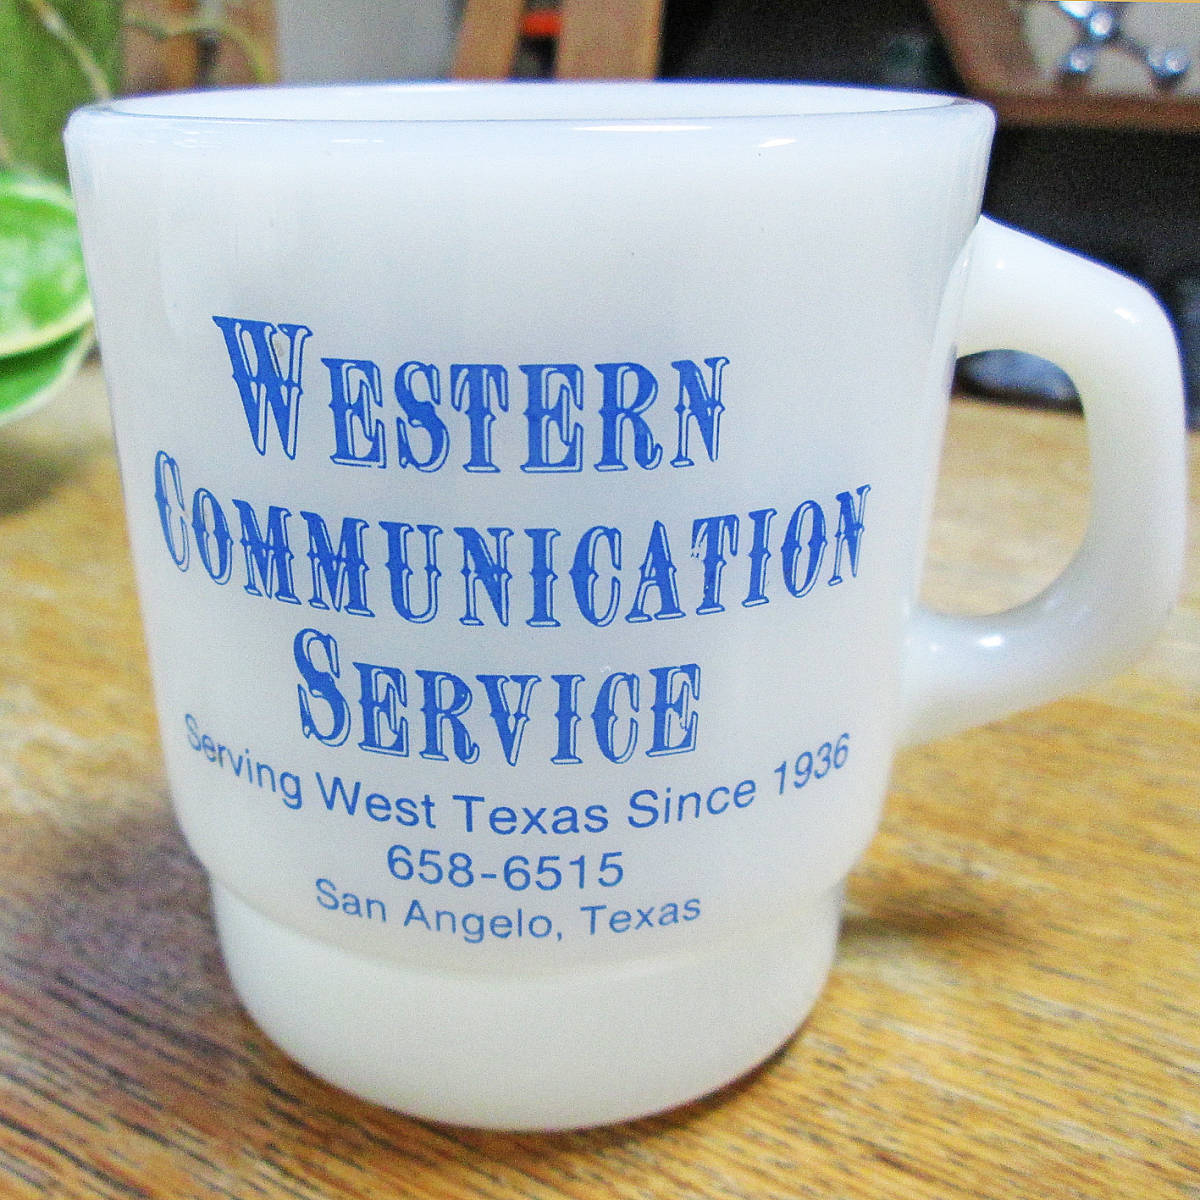 WESTERN
COMMUNICATION
SERVICE
Serving West Texas Since 1936
658-6515
San Angelo, Texas